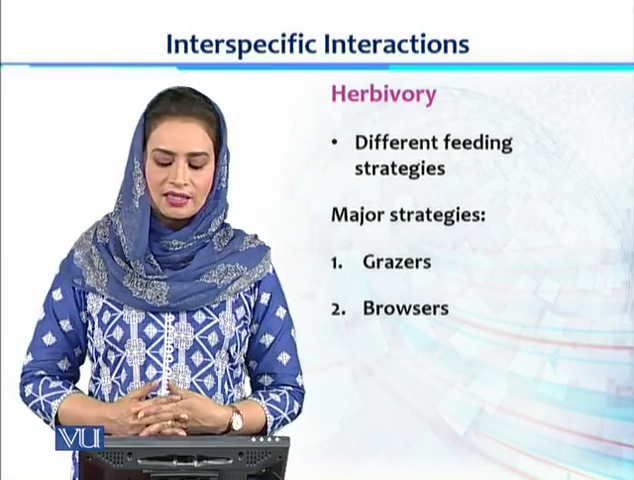 Interspecific Interactions
Herbivory
• Different feeding
strategies
Major strategies:
1. Grazers
2. Browsers
VU